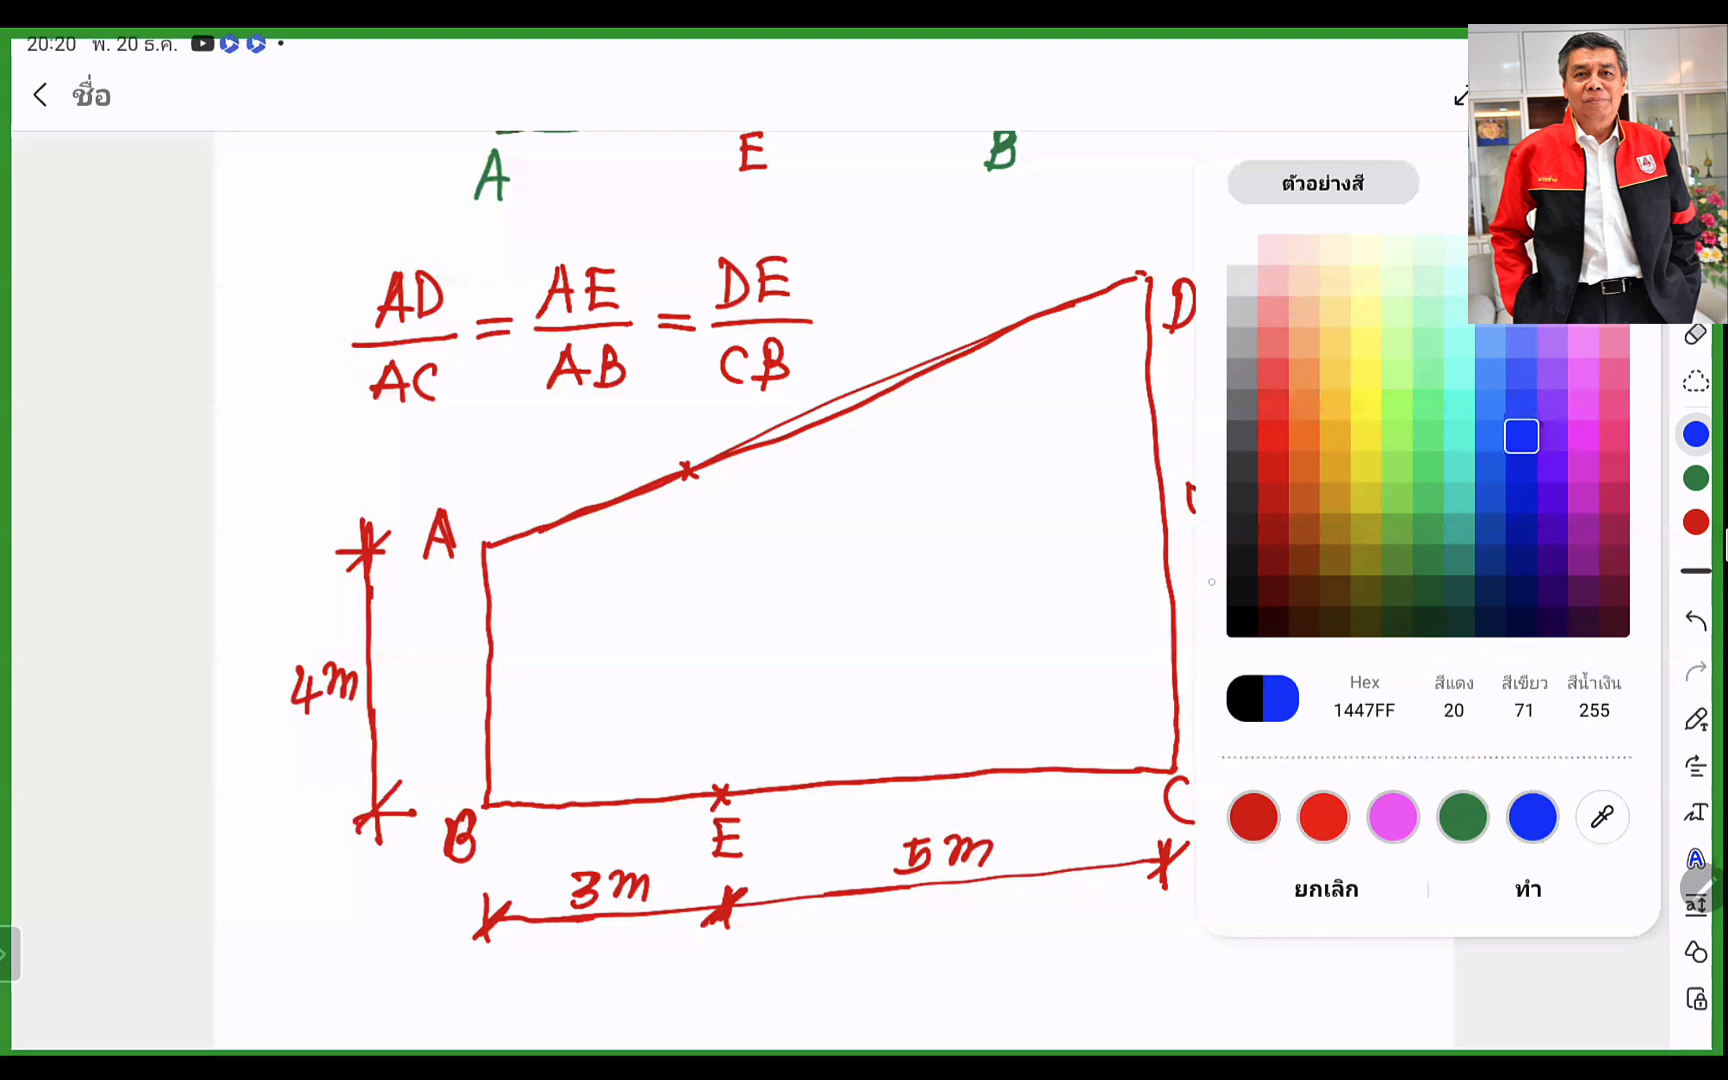 20:20 พ. 20 ธ.ค.
ชื่อ
A E B
AD/AC = AE/AB = DE/CB
D
A
4m
B
E
C
3m
5m
ตัวอย่างสี
Hex สีแดง สีเขียว สีน้ำเงิน
1447FF 20 71 255
ยกเลิก ทำ